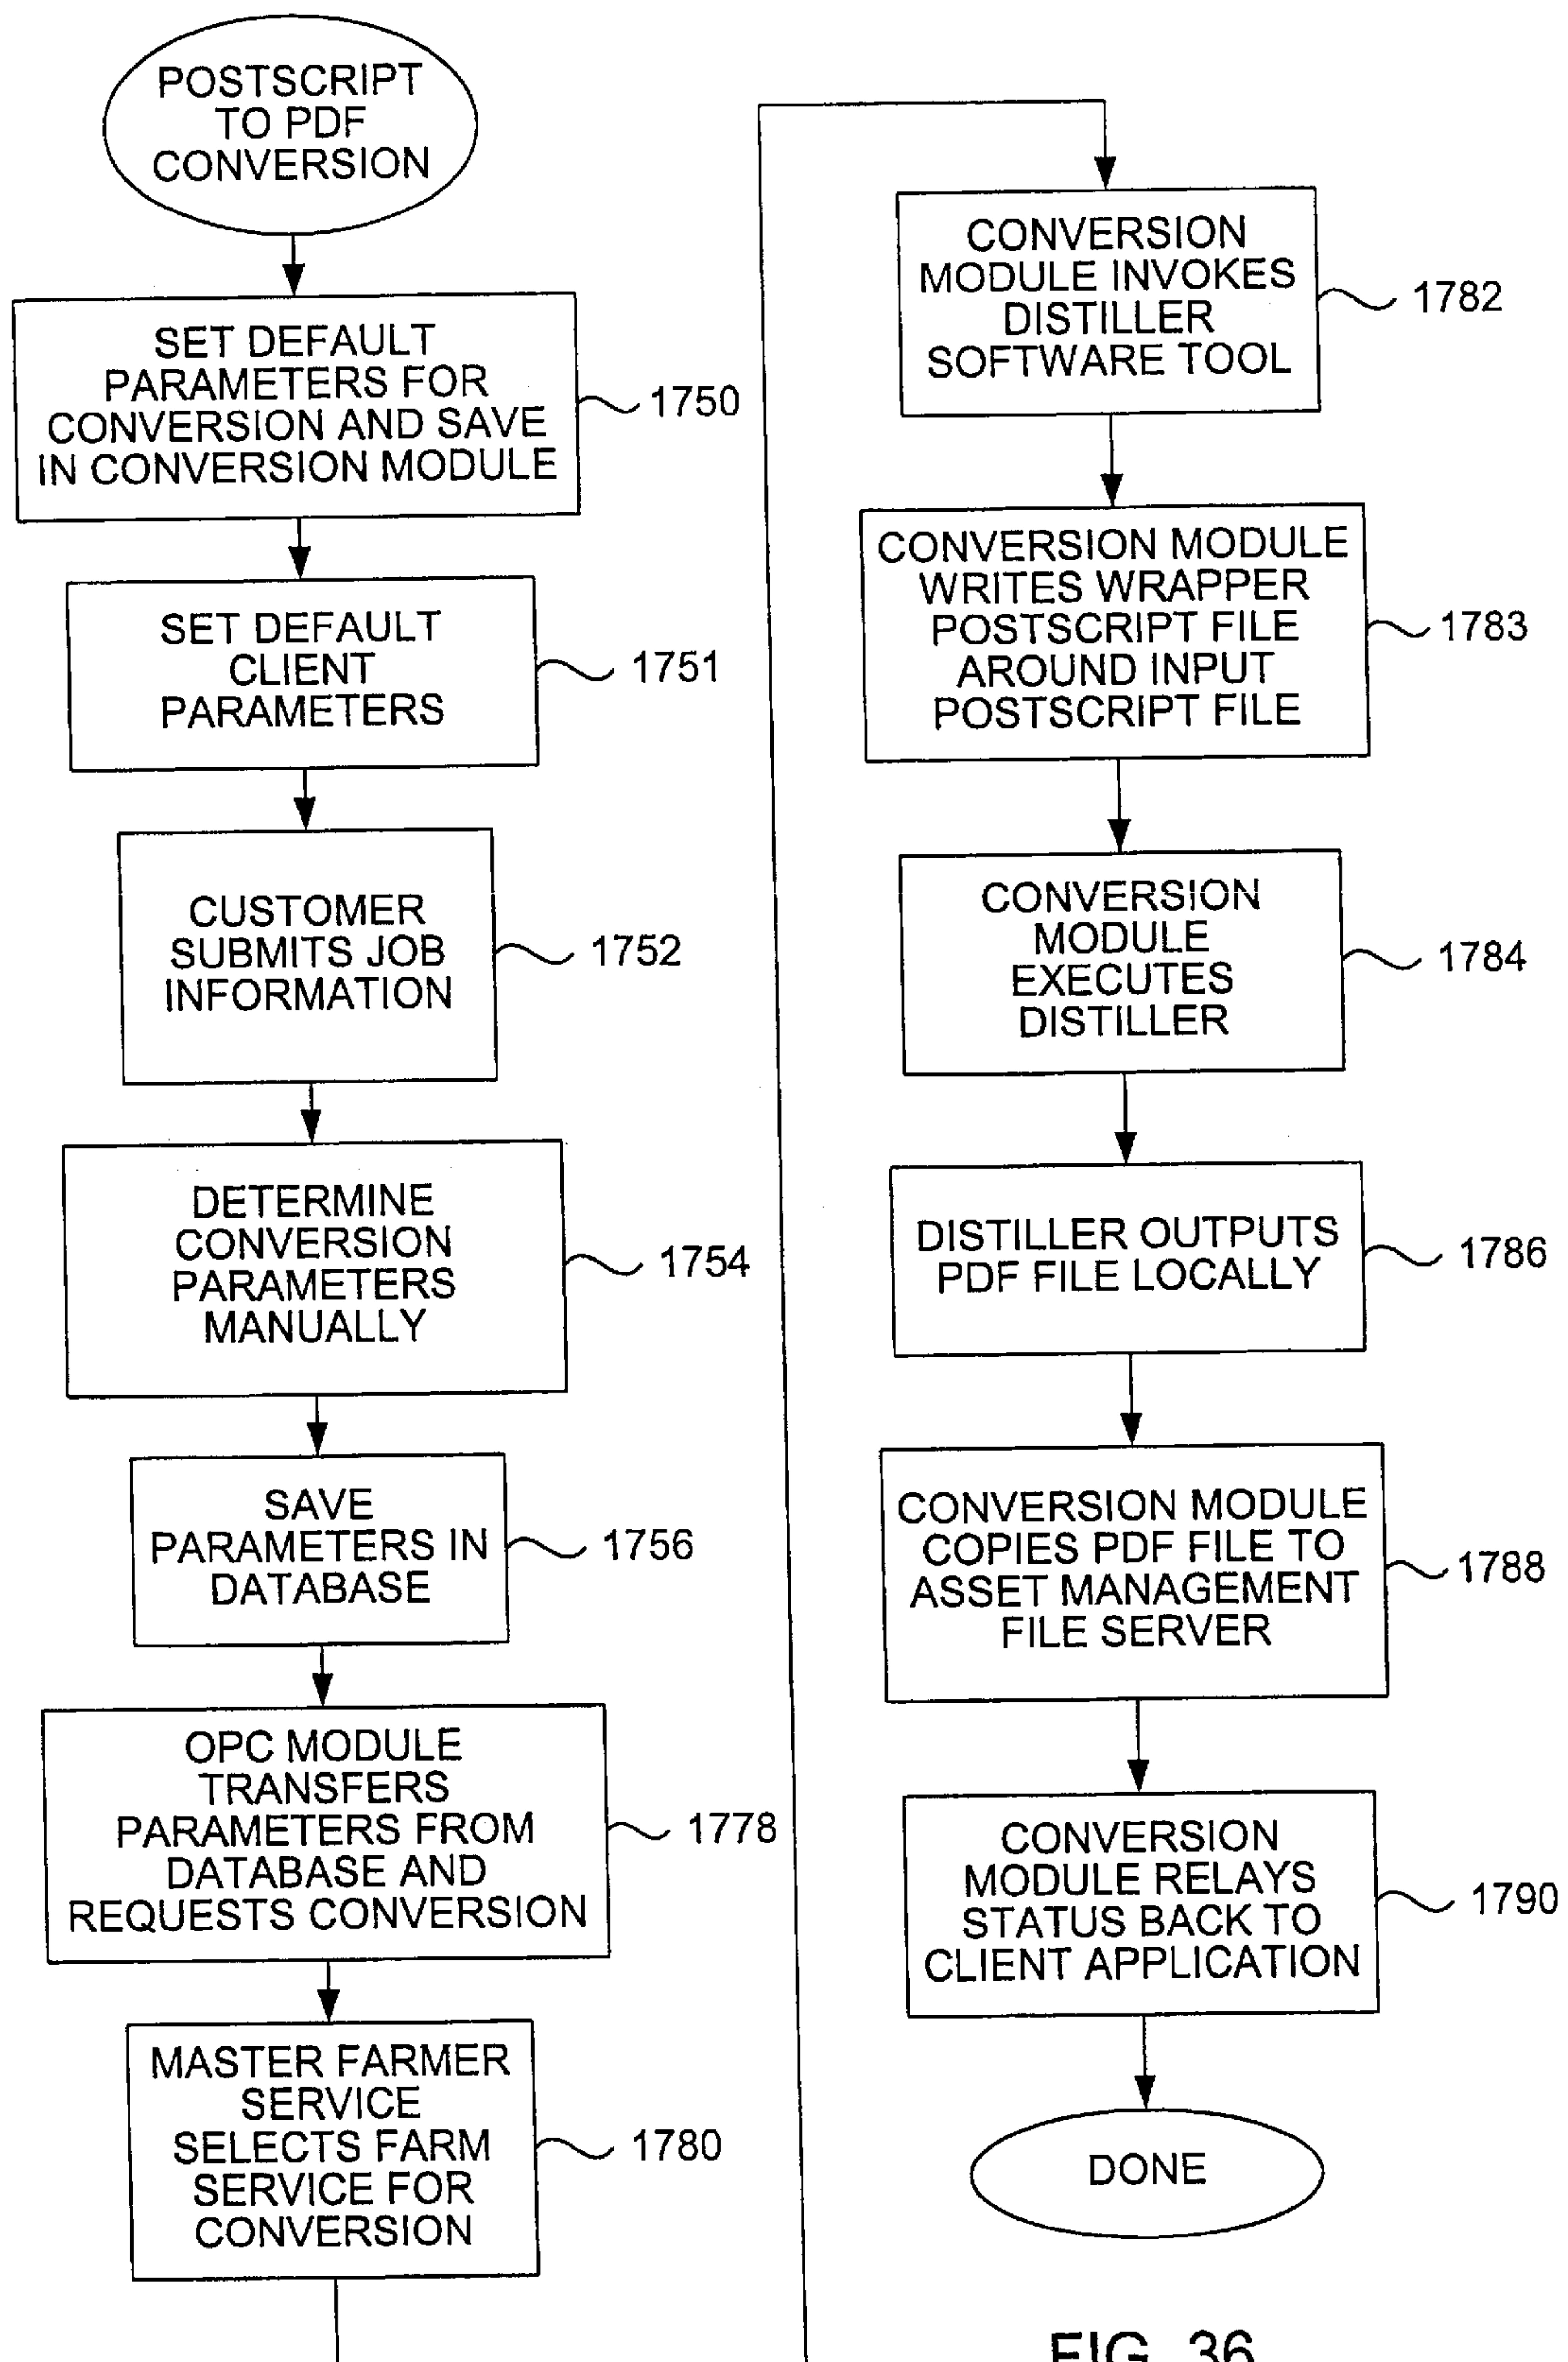 POSTSCRIPT
TO PDF
CONVERSION
SET DEFAULT
PARAMETERS FOR
CONVERSION AND SAVE
IN CONVERSION MODULE
1750
SET DEFAULT
CLIENT
PARAMETERS
1751
CUSTOMER
SUBMITS JOB
INFORMATION
1752
DETERMINE
CONVERSION
PARAMETERS
MANUALLY
1754
SAVE
PARAMETERS IN
DATABASE
1756
OPC MODULE
TRANSFERS
PARAMETERS FROM
DATABASE AND
REQUESTS CONVERSION
1778
MASTER FARMER
SERVICE
SELECTS FARM
SERVICE FOR
CONVERSION
1780
CONVERSION
MODULE INVOKES
DISTILLER
SOFTWARE TOOL
1782
CONVERSION MODULE
WRITES WRAPPER
POSTSCRIPT FILE
AROUND INPUT
POSTSCRIPT FILE
1783
CONVERSION
MODULE
EXECUTES
DISTILLER
1784
DISTILLER OUTPUTS
PDF FILE LOCALLY
1786
CONVERSION MODULE
COPIES PDF FILE TO
ASSET MANAGEMENT
FILE SERVER
1788
CONVERSION
MODULE RELAYS
STATUS BACK TO
CLIENT APPLICATION
1790
DONE
FIG. 36